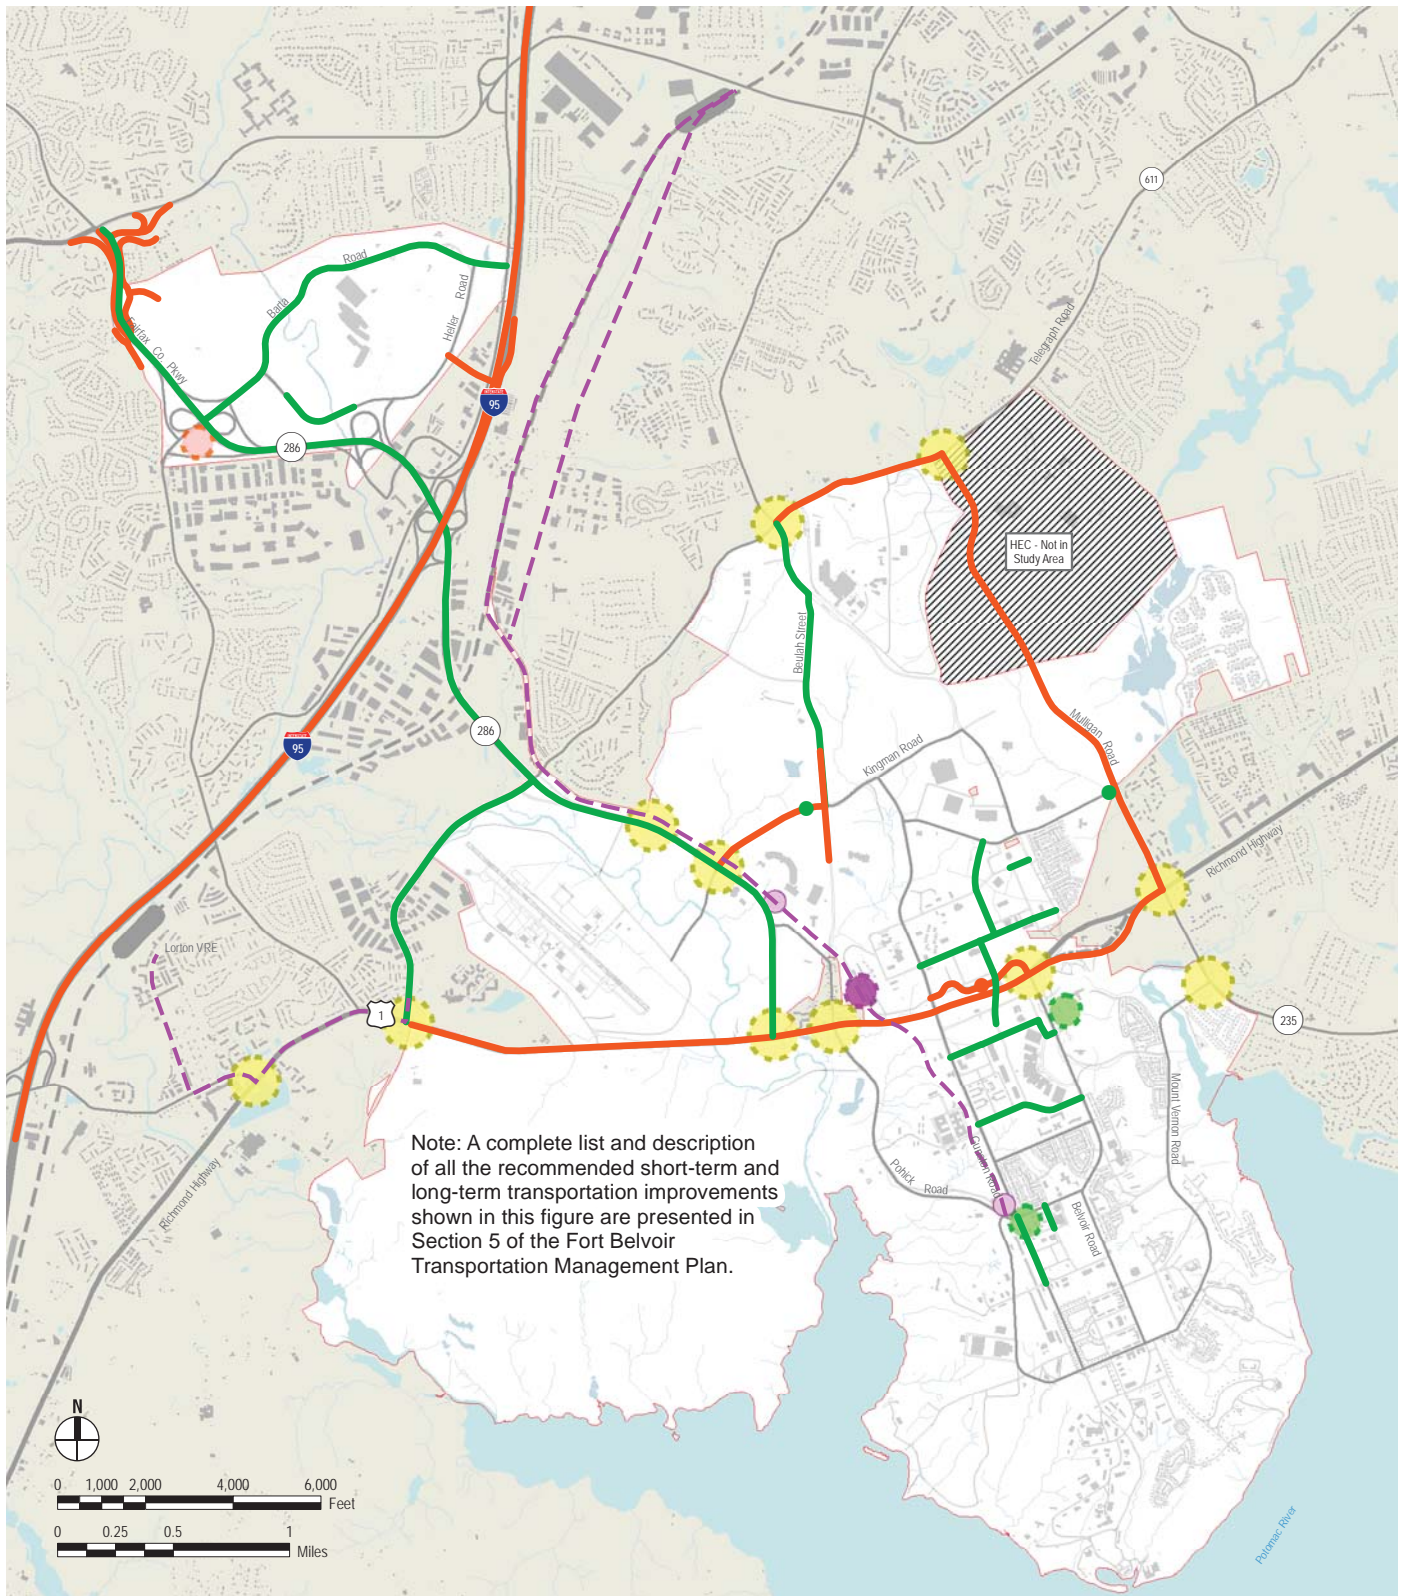 611
Road
Barta
Heller Road
Fairfax Co. Pkwy
Telegraph Road
INTERSTATE
95
286
HEC - Not in
Study Area
Beulah Street
286
INTERSTATE
95
Mulligan Road
Kingman Road
Richmond Highway
Lorton VRE
1
235
Mount Vernon Road
Note: A complete list and description
of all the recommended short-term and
long-term transportation improvements
shown in this figure are presented in
Section 5 of the Fort Belvoir
Transportation Management Plan.
Gunston Road
Pohick Road
Richmond Highway
Belvoir Road
N
0 1,000 2,000 4,000 6,000
Feet
0 0.25 0.5 1
Miles
Potomac River